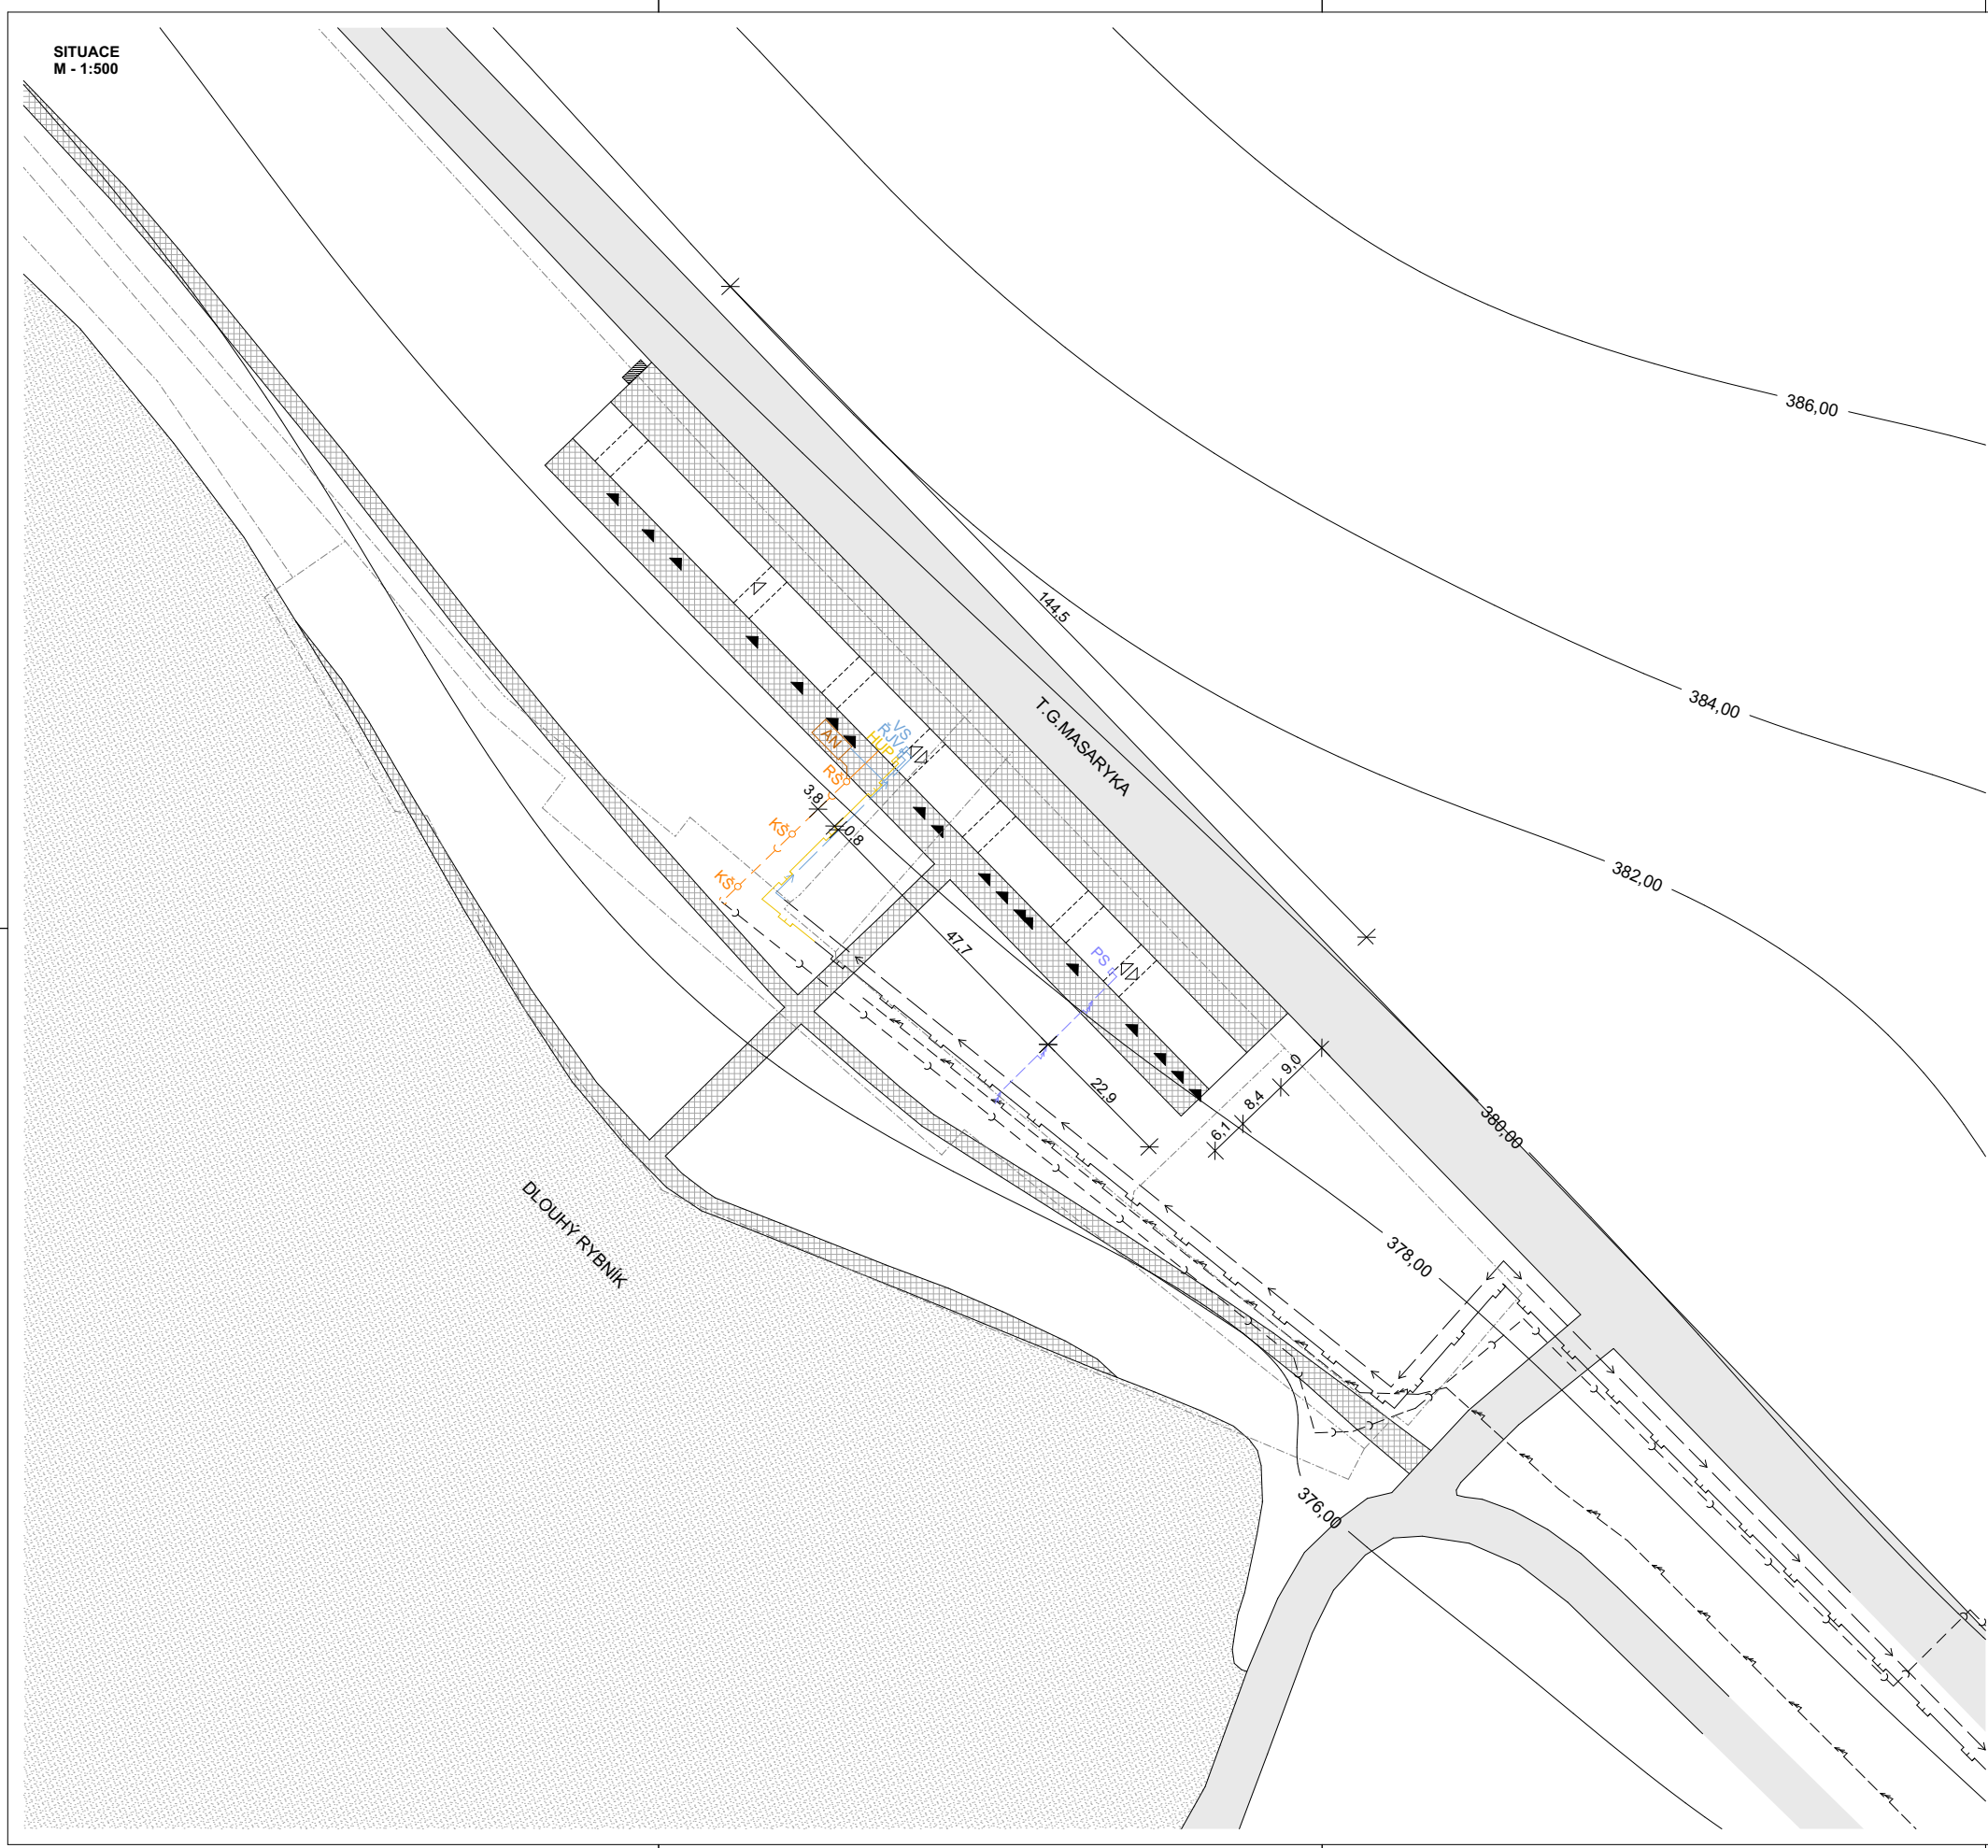 SITUACE
M - 1:500
386,00
144,5
384,00
T.G.MASARYKA
VS
ŘJV
HUP
AN
RŠ
3,8
KŠ
0,8
382,00
KŠ
47,7
PS
9,0
22,9
8,4
380,00
6,1
DLOUHÝ RYBNÍK
378,00
376,00